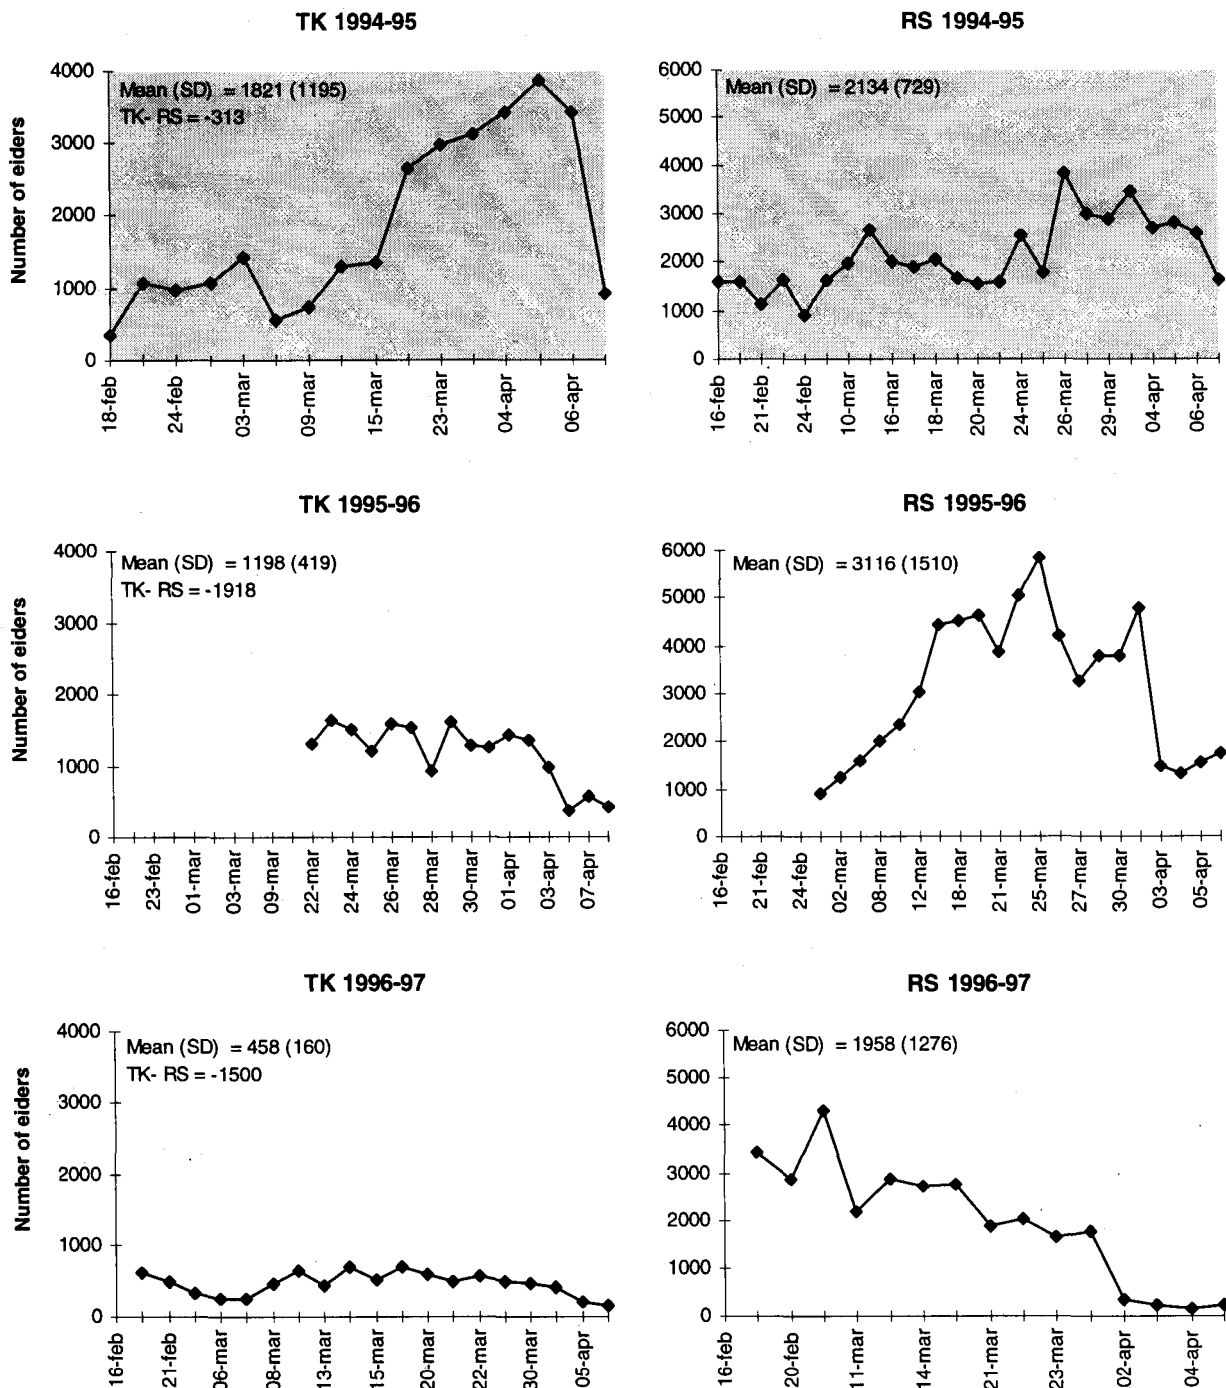 TK 1994-95
Number of eiders
4000
3000
2000
1000
0
Mean (SD) = 1821 (1195)
TK- RS = -313
18-feb
24-feb
03-mar
09-mar
15-mar
23-mar
04-apr
06-apr
RS 1994-95
6000
5000
4000
3000
2000
1000
0
Mean (SD) = 2134 (729)
16-feb
21-feb
24-feb
10-mar
16-mar
18-mar
20-mar
24-mar
26-mar
29-mar
04-apr
06-apr
TK 1995-96
Number of eiders
4000
3000
2000
1000
0
Mean (SD) = 1198 (419)
TK- RS = -1918
16-feb
23-feb
01-mar
03-mar
09-mar
22-mar
24-mar
26-mar
28-mar
30-mar
01-apr
03-apr
07-apr
RS 1995-96
6000
5000
4000
3000
2000
1000
0
Mean (SD) = 3116 (1510)
16-feb
21-feb
24-feb
02-mar
08-mar
12-mar
18-mar
21-mar
25-mar
27-mar
30-mar
03-apr
05-apr
TK 1996-97
Number of eiders
4000
3000
2000
1000
0
Mean (SD) = 458 (160)
TK- RS = -1500
16-feb
21-feb
06-mar
08-mar
13-mar
15-mar
20-mar
22-mar
30-mar
05-apr
RS 1996-97
6000
5000
4000
3000
2000
1000
0
Mean (SD) = 1958 (1276)
16-feb
20-feb
11-mar
14-mar
21-mar
23-mar
02-apr
04-apr